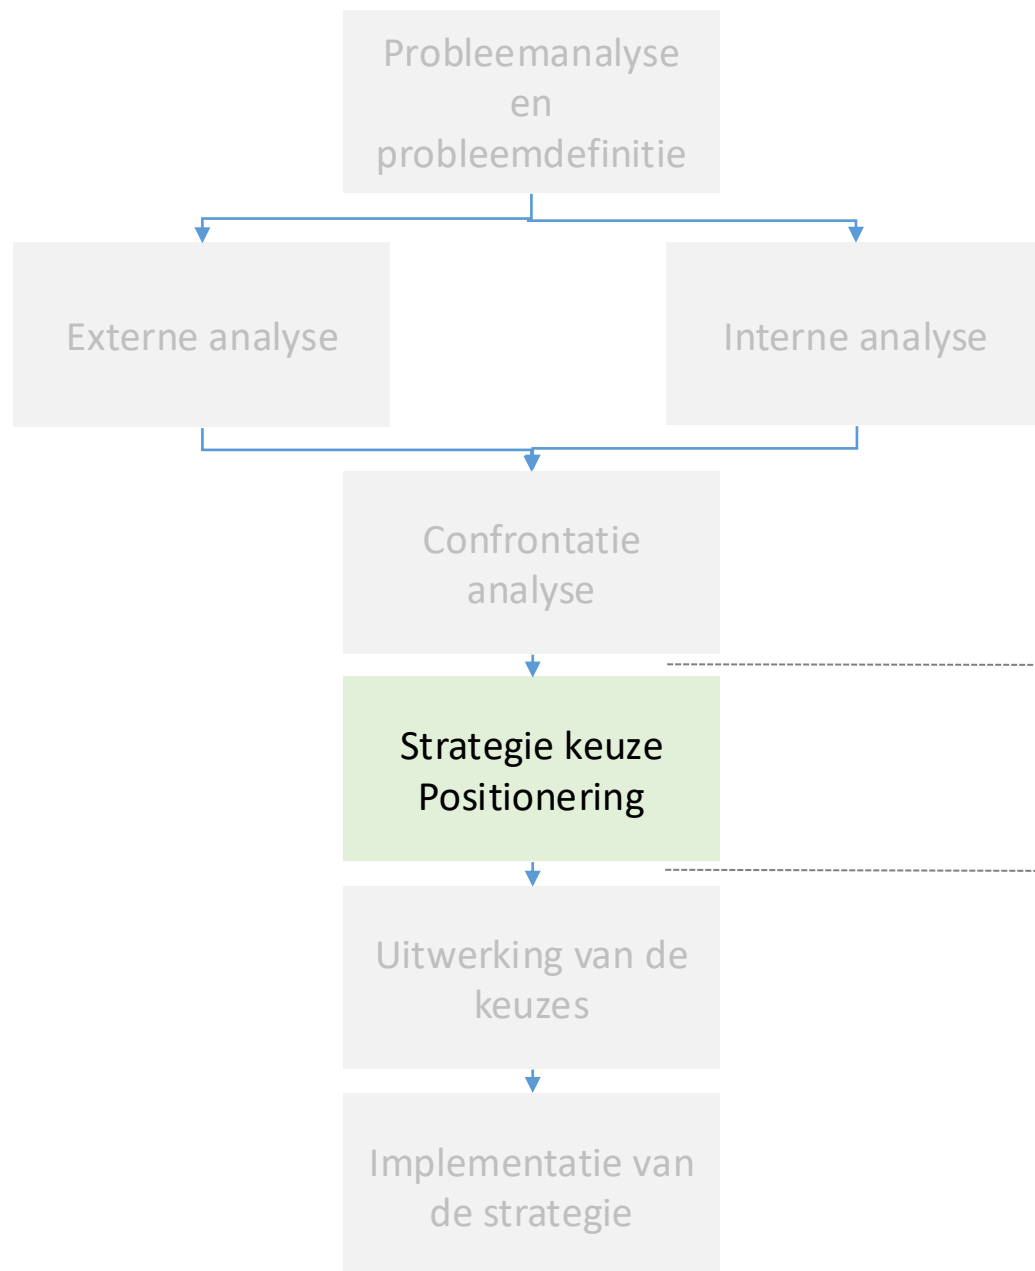 Probleemanalyse
en
probleemdefinitie
Externe analyse
Interne analyse
Confrontatie
analyse
Strategie keuze
Positionering
Uitwerking van de
keuzes
Implementatie van
de strategie